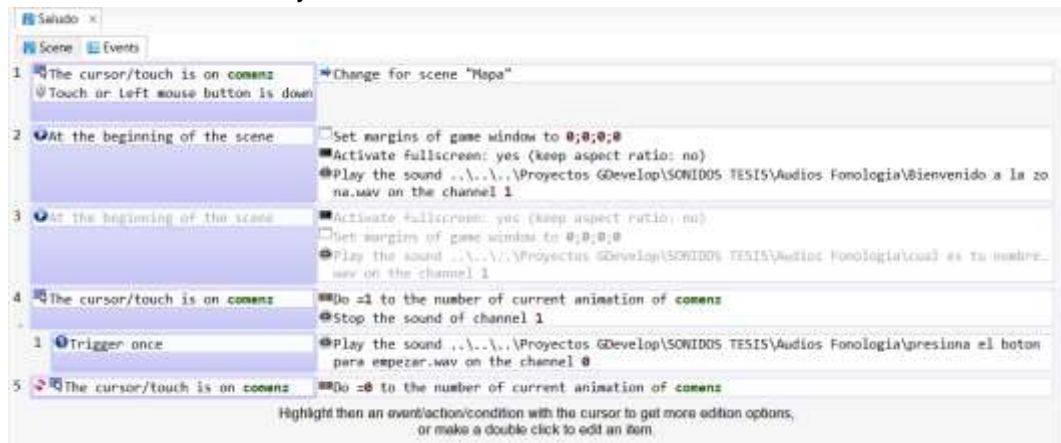 Saludo ×
Scene Events
1 The cursor/touch is on comenz Change for scene "Mapa"
Touch or Left mouse button is down
2 At the beginning of the scene Set margins of game window to 0;0;0;0
Activate fullscreen: yes (keep aspect ratio: no)
Play the sound ..\..\..\Proyectos GDevelop\SONIDOS TESIS\Audios Fonologia\Bienvenido a la zo
na.wav on the channel 1
3 At the beginning of the scene Activate fullscreen: yes (keep aspect ratio: no)
Set margins of game window to 0;0;0;0
Play the sound ..\..\..\Proyectos GDevelop\SONIDOS TESIS\Audios Fonologia\cual es tu nombre.
wav on the channel 1
4 The cursor/touch is on comenz Do =1 to the number of current animation of comenz
Stop the sound of channel 1
1 Trigger once Play the sound ..\..\..\Proyectos GDevelop\SONIDOS TESIS\Audios Fonologia\presiona el boton
para empezar.wav on the channel 0
5 The cursor/touch is on comenz Do =0 to the number of current animation of comenz
Highlight then an event/action/condition with the cursor to get more edition options,
or make a double click to edit an item